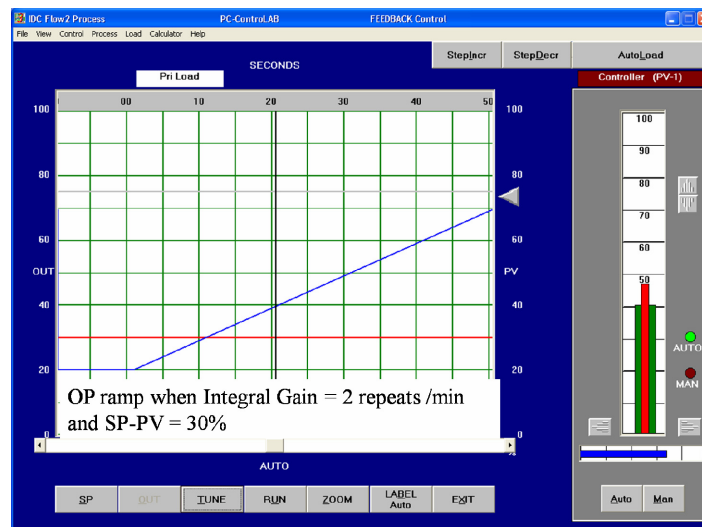 IDC Flow2 Process PC-ControLAB FEEDBACK Control
File View Control Process Load Calculator Help
StepIncr StepDecr AutoLoad
SECONDS
Pri Load
Controller (PV-1)
00 10 20 30 40 50
100 100
80 80
60 60
OUT PV
40 40
20 20
0 0
%
100
90
80
70
60
50
AUTO
MAN
OP ramp when Integral Gain = 2 repeats /min
and SP-PV = 30%
AUTO
SP OUT TUNE RUN ZOOM LABEL Auto EXIT
Auto Man